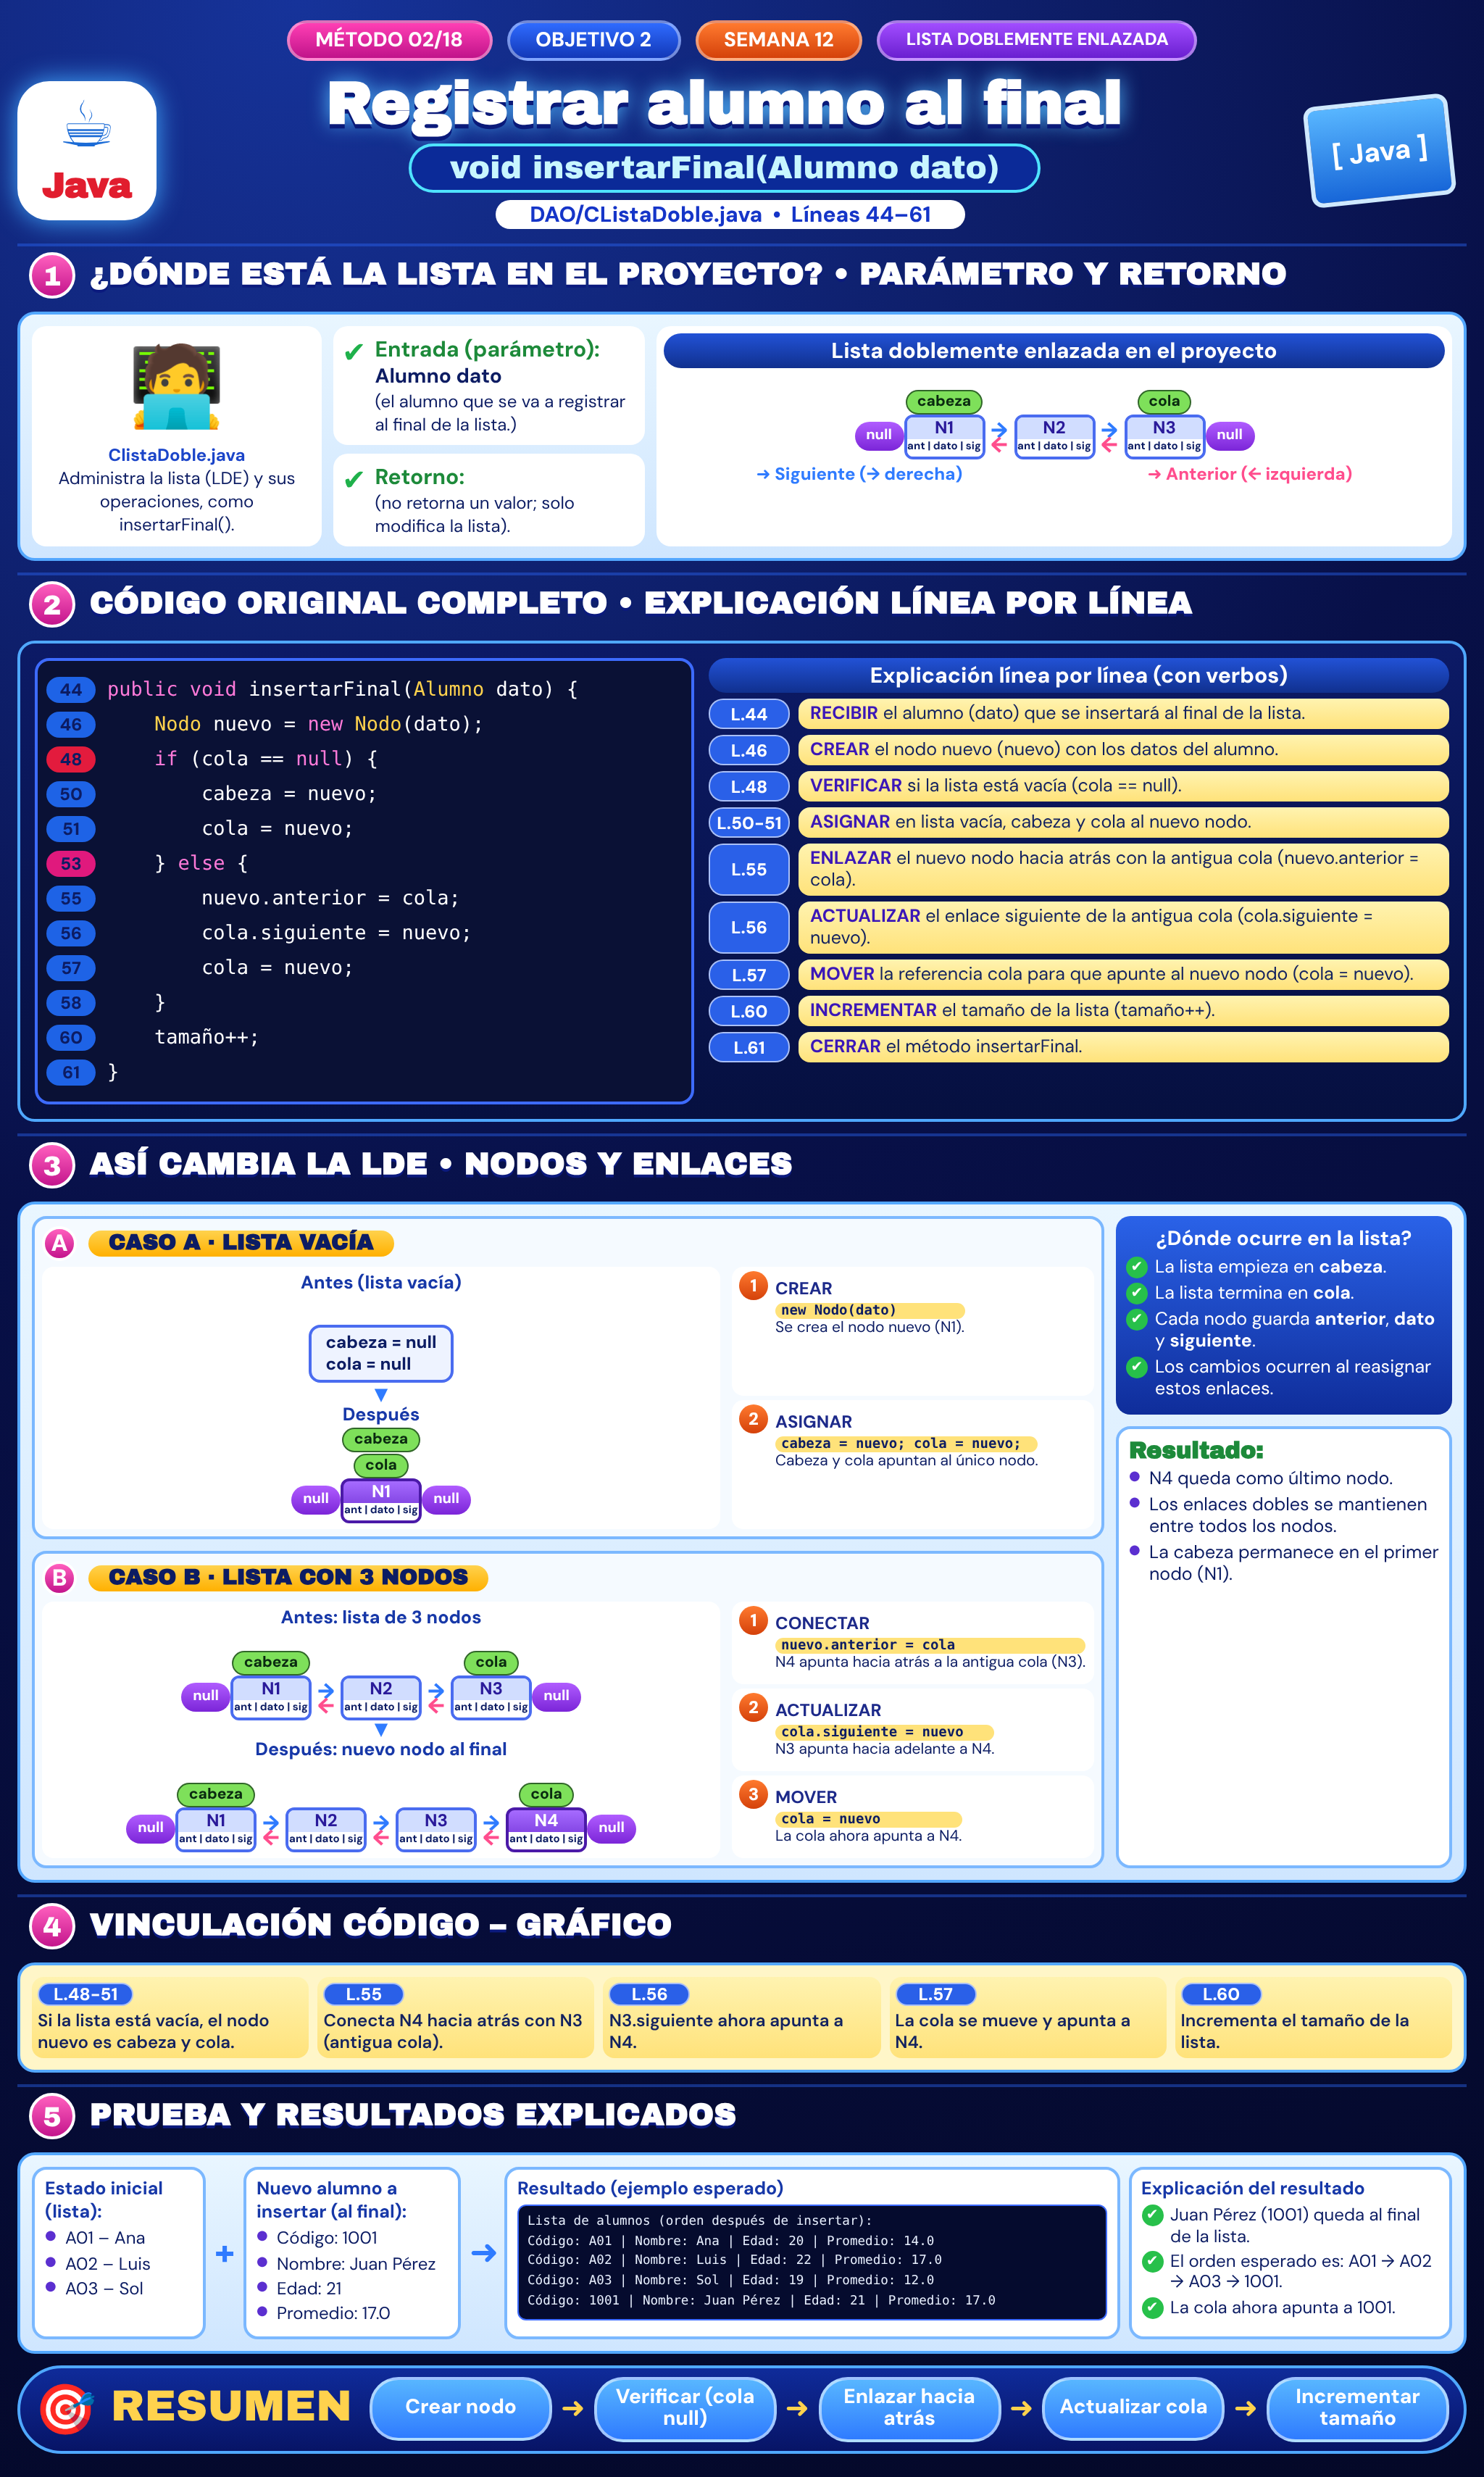 MÉTODO 02/18
OBJETIVO 2
SEMANA 12
LISTA DOBLEMENTE ENLAZADA
Java
Registrar alumno al final
void insertarFinal(Alumno dato)
DAO/CListaDoble.java • Líneas 44–61
[ Java ]
1 ¿DÓNDE ESTÁ LA LISTA EN EL PROYECTO? • PARÁMETRO Y RETORNO
ClistaDoble.java
Administra la lista (LDE) y sus
operaciones, como
insertarFinal().
✔ Entrada (parámetro):
Alumno dato
(el alumno que se va a registrar
al final de la lista.)
✔ Retorno:
(no retorna un valor; solo
modifica la lista).
Lista doblemente enlazada en el proyecto
cabeza
cola
null
N1
N2
N3
null
ant | dato | sig
ant | dato | sig
ant | dato | sig
→ Siguiente (→ derecha)
→ Anterior (← izquierda)
2 CÓDIGO ORIGINAL COMPLETO • EXPLICACIÓN LÍNEA POR LÍNEA
44 public void insertarFinal(Alumno dato) {
46 Nodo nuevo = new Nodo(dato);
48 if (cola == null) {
50 cabeza = nuevo;
51 cola = nuevo;
53 } else {
55 nuevo.anterior = cola;
56 cola.siguiente = nuevo;
57 cola = nuevo;
58 }
60 tamaño++;
61 }
Explicación línea por línea (con verbos)
L.44 RECIBIR el alumno (dato) que se insertará al final de la lista.
L.46 CREAR el nodo nuevo (nuevo) con los datos del alumno.
L.48 VERIFICAR si la lista está vacía (cola == null).
L.50-51 ASIGNAR en lista vacía, cabeza y cola al nuevo nodo.
L.55 ENLAZAR el nuevo nodo hacia atrás con la antigua cola (nuevo.anterior =
cola).
L.56 ACTUALIZAR el enlace siguiente de la antigua cola (cola.siguiente =
nuevo).
L.57 MOVER la referencia cola para que apunte al nuevo nodo (cola = nuevo).
L.60 INCREMENTAR el tamaño de la lista (tamaño++).
L.61 CERRAR el método insertarFinal.
3 ASÍ CAMBIA LA LDE • NODOS Y ENLACES
A CASO A · LISTA VACÍA
Antes (lista vacía)
cabeza = null
cola = null
Después
cabeza
cola
null
N1
null
ant | dato | sig
1 CREAR
new Nodo(dato)
Se crea el nodo nuevo (N1).
2 ASIGNAR
cabeza = nuevo; cola = nuevo;
Cabeza y cola apuntan al único nodo.
B CASO B · LISTA CON 3 NODOS
Antes: lista de 3 nodos
cabeza
cola
null
N1
N2
N3
null
ant | dato | sig
ant | dato | sig
ant | dato | sig
Después: nuevo nodo al final
cabeza
cola
null
N1
N2
N3
N4
null
ant | dato | sig
ant | dato | sig
ant | dato | sig
ant | dato | sig
1 CONECTAR
nuevo.anterior = cola
N4 apunta hacia atrás a la antigua cola (N3).
2 ACTUALIZAR
cola.siguiente = nuevo
N3 apunta hacia adelante a N4.
3 MOVER
cola = nuevo
La cola ahora apunta a N4.
¿Dónde ocurre en la lista?
✔ La lista empieza en cabeza.
✔ La lista termina en cola.
✔ Cada nodo guarda anterior, dato
y siguiente.
✔ Los cambios ocurren al reasignar
estos enlaces.
Resultado:
• N4 queda como último nodo.
• Los enlaces dobles se mantienen
entre todos los nodos.
• La cabeza permanece en el primer
nodo (N1).
4 VINCULACIÓN CÓDIGO – GRÁFICO
L.48-51
Si la lista está vacía, el nodo
nuevo es cabeza y cola.
L.55
Conecta N4 hacia atrás con N3
(antigua cola).
L.56
N3.siguiente ahora apunta a
N4.
L.57
La cola se mueve y apunta a
N4.
L.60
Incrementa el tamaño de la
lista.
5 PRUEBA Y RESULTADOS EXPLICADOS
Estado inicial
(lista):
• A01 – Ana
• A02 – Luis
• A03 – Sol
+
Nuevo alumno a
insertar (al final):
• Código: 1001
• Nombre: Juan Pérez
• Edad: 21
• Promedio: 17.0
→
Resultado (ejemplo esperado)
Lista de alumnos (orden después de insertar):
Código: A01 | Nombre: Ana | Edad: 20 | Promedio: 14.0
Código: A02 | Nombre: Luis | Edad: 22 | Promedio: 17.0
Código: A03 | Nombre: Sol | Edad: 19 | Promedio: 12.0
Código: 1001 | Nombre: Juan Pérez | Edad: 21 | Promedio: 17.0
Explicación del resultado
✔ Juan Pérez (1001) queda al final
de la lista.
✔ El orden esperado es: A01 → A02
→ A03 → 1001.
✔ La cola ahora apunta a 1001.
RESUMEN
Crear nodo
→
Verificar (cola
null)
→
Enlazar hacia
atrás
→
Actualizar cola
→
Incrementar
tamaño